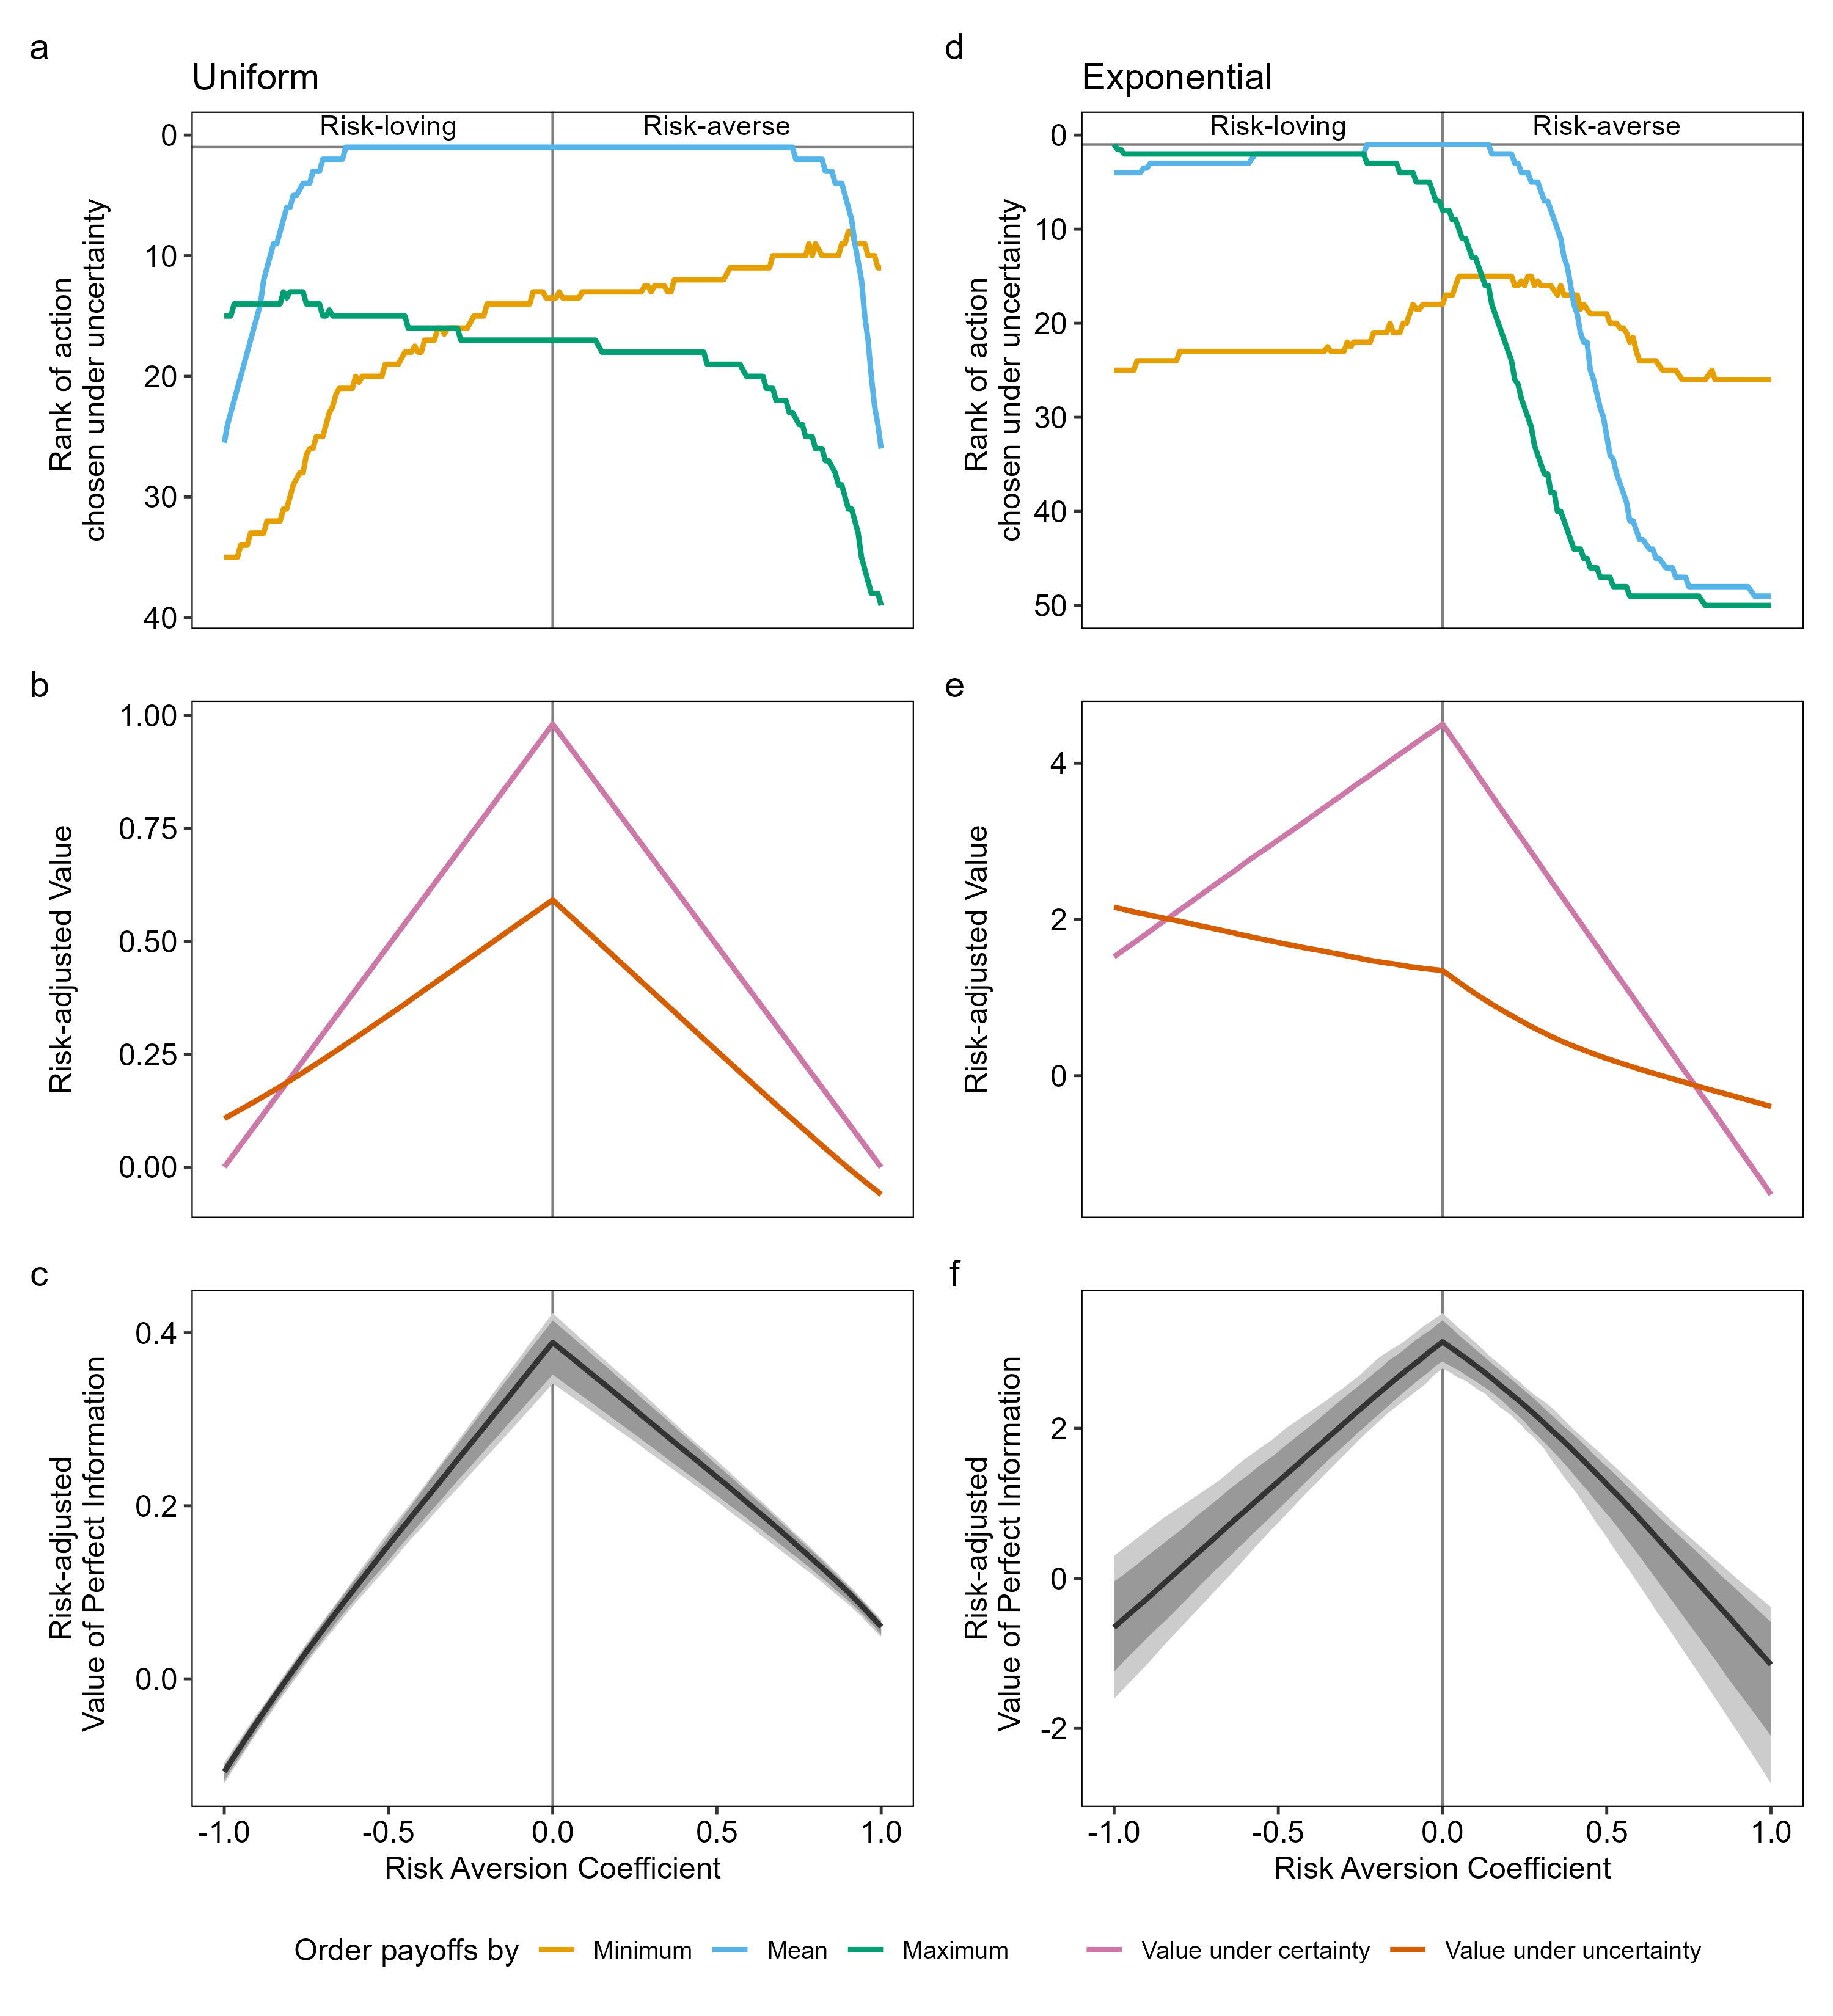 a
Uniform
Risk-loving
Risk-averse
0
10
20
30
40
Rank of action
chosen under uncertainty
d
Exponential
Risk-loving
Risk-averse
0
10
20
30
40
50
Rank of action
chosen under uncertainty
b
1.00
0.75
0.50
0.25
0.00
Risk-adjusted Value
e
4
2
0
Risk-adjusted Value
c
0.4
0.2
0.0
Risk-adjusted
Value of Perfect Information
-1.0
-0.5
0.0
0.5
1.0
Risk Aversion Coefficient
f
2
0
-2
Risk-adjusted
Value of Perfect Information
-1.0
-0.5
0.0
0.5
1.0
Risk Aversion Coefficient
Order payoffs by
Minimum
Mean
Maximum
Value under certainty
Value under uncertainty